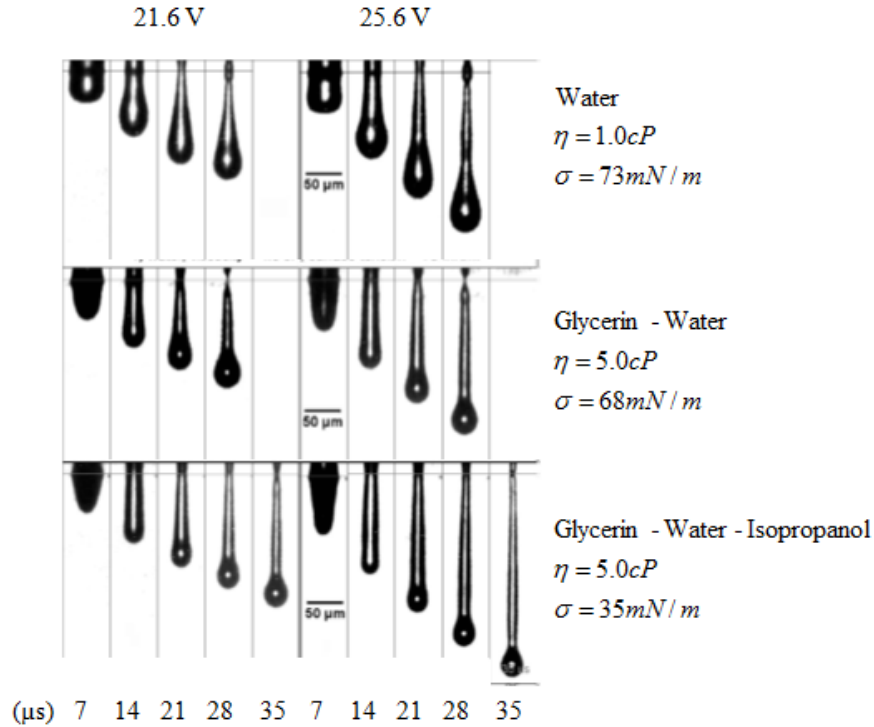 21.6 V
25.6 V
Water
η = 1.0cP
σ = 73mN / m
50 µm
Glycerin - Water
η = 5.0cP
σ = 68mN / m
50 µm
Glycerin - Water - Isopropanol
η = 5.0cP
σ = 35mN / m
50 µm
(µs) 7 14 21 28 35 7 14 21 28 35